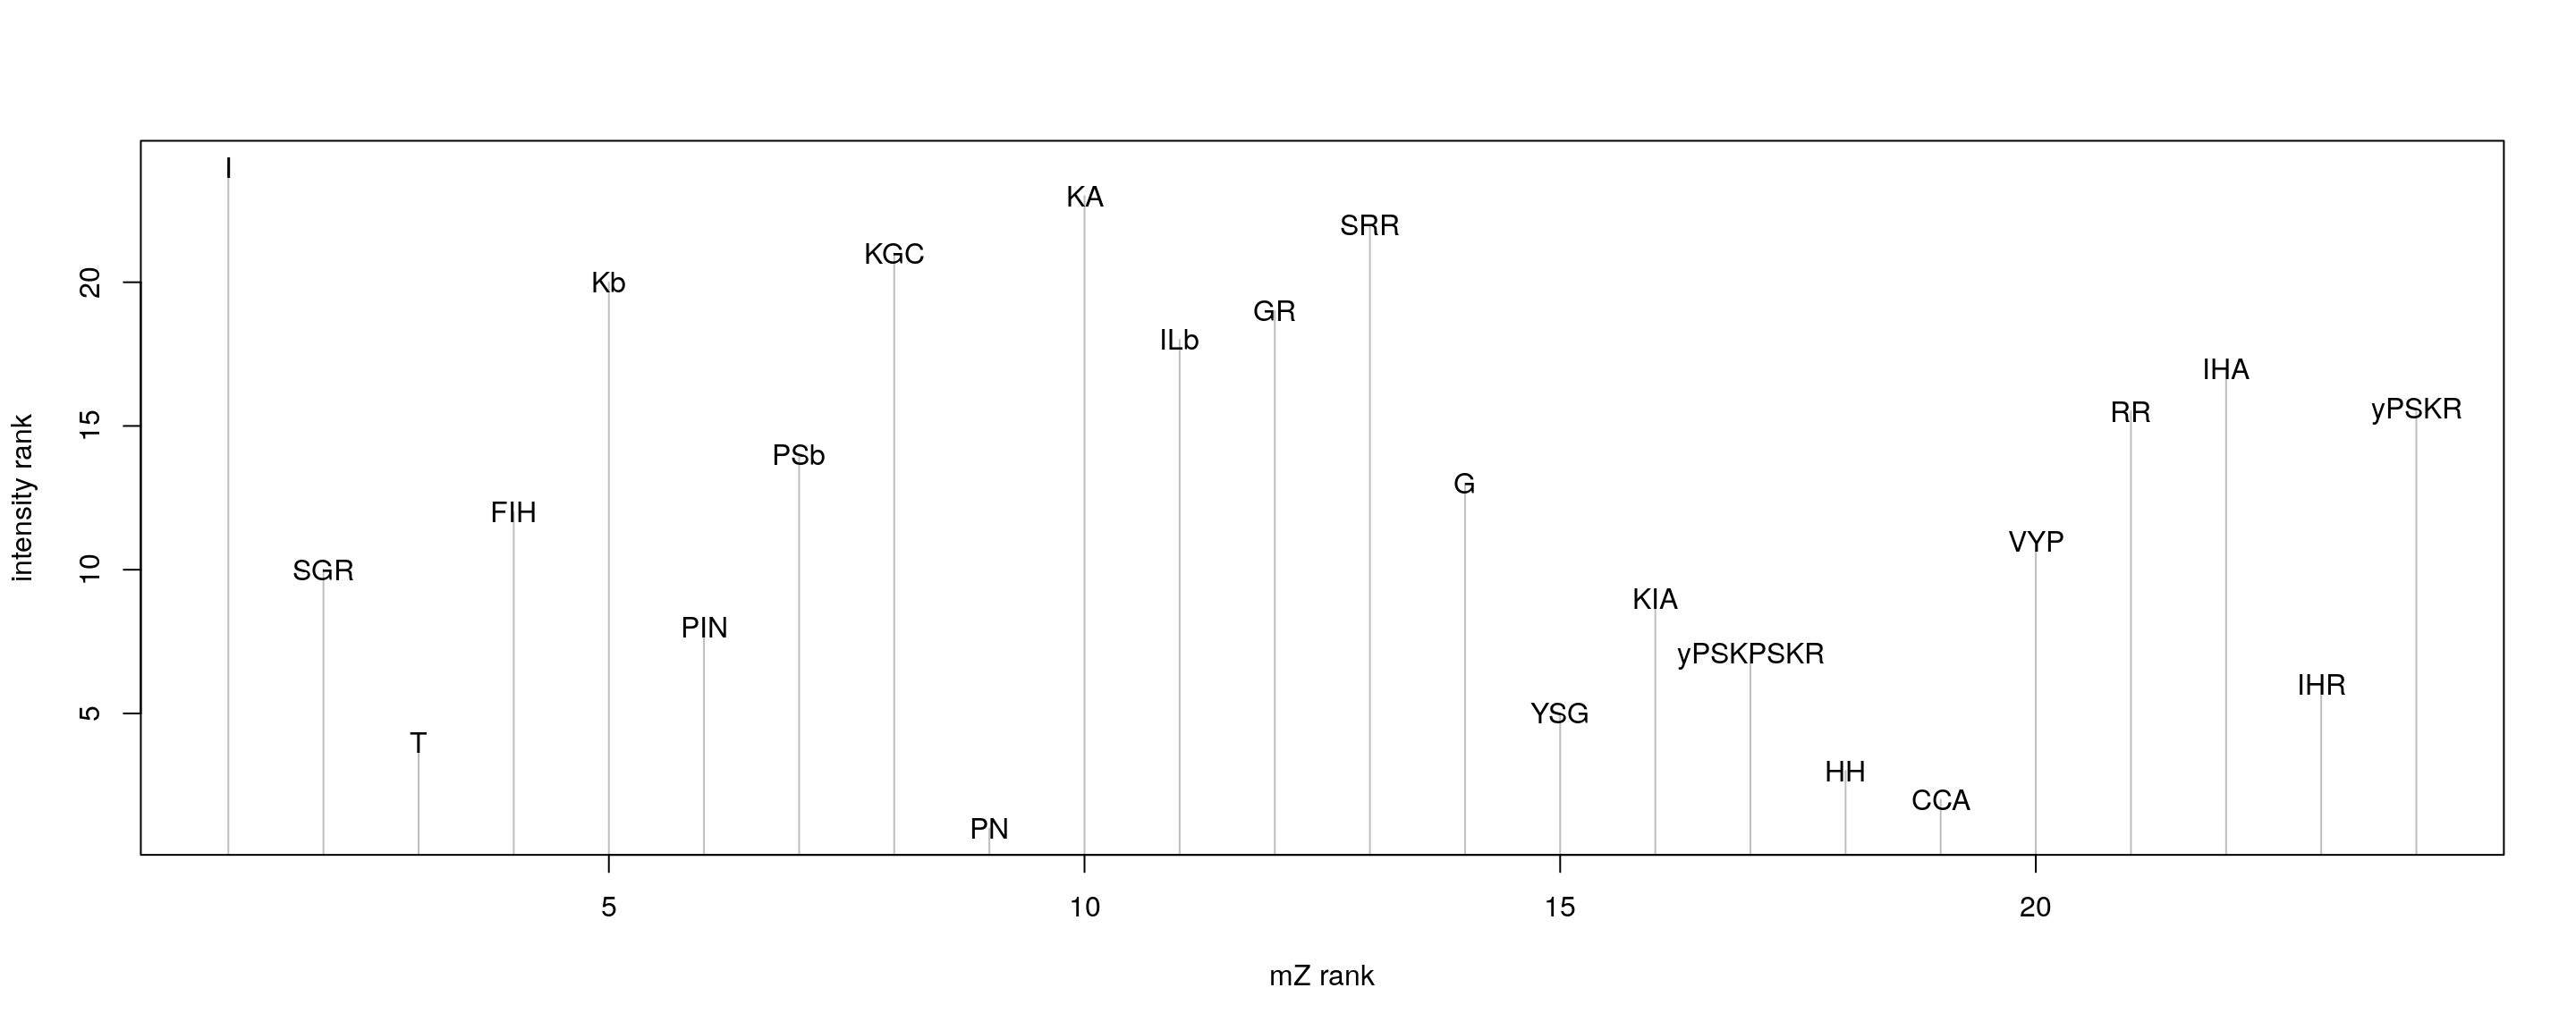 I
KA
SRR
KGC
Kb
GR
ILb
IHA
yPSKR
RR
PSb
G
FIH
VYP
SGR
KIA
PIN
yPSKPSKR
IHR
YSG
T
HH
CCA
PN
20
15
10
5
intensity rank
5 10 15 20
mZ rank